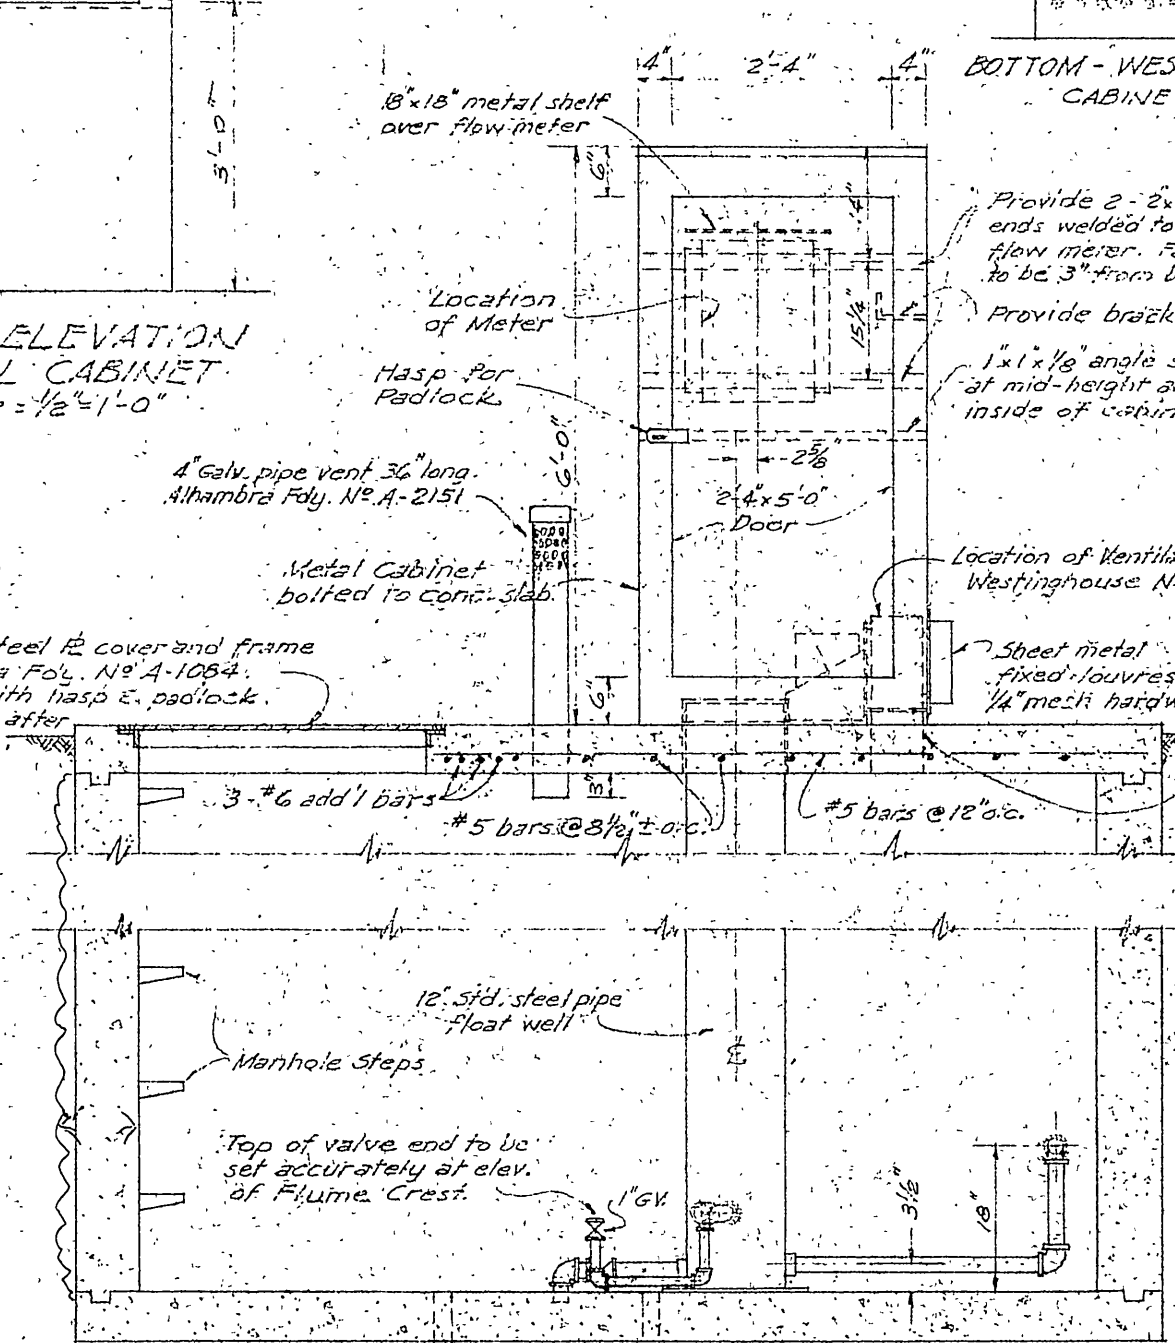 3'-0"
ELEVATION
CABINET
= 1/2" = 1'-0"
4"
2'-4"
4"
BOTTOM - WES
CABINE
18"x18" metal shelf
over flow meter
6"
Provide 2 - 2"x
ends welded to
flow meter.
to be 3" from
Location
of Meter
15 1/4"
Provide brack
1"x1"x1/8" angle
at mid-height
inside of cabin
Hasp for
Padlock
6'-0"
2 5/8
2'-4" x 5'-0"
Door
4" Galv. pipe vent 36" long.
Alhambra Fdy. Nº A-2151
Metal Cabinet
bolted to conc. slab.
Location of Ventila
Westinghouse N
teel PL cover and frame
a Fdy. Nº A-1084.
ith hasp & padlock.
after
6"
Sheet metal
fixed louvres
1/4" mesh hardw
3 - #6 add'l bars
3"
#5 bars @ 8 1/2" ± o.c.
#5 bars @ 12" o.c.
12" Std. steel pipe
float well
Manhole Steps
Top of valve end to be
set accurately at elev.
of Flume Crest.
1" GV.
3 1/2"
18"